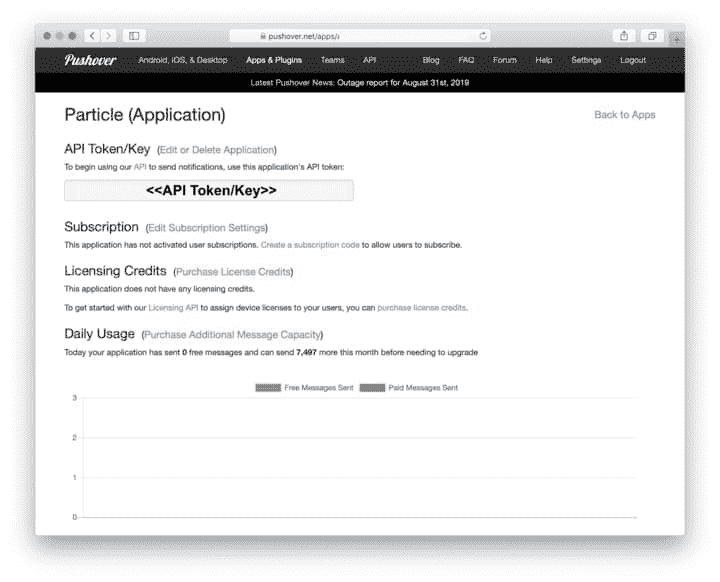 pushover.net/apps/
Pushover Android, iOS, & Desktop Apps & Plugins Teams API Blog FAQ Forum Help Settings Logout
Latest Pushover News: Outage report for August 31st, 2019
Particle (Application) Back to Apps
API Token/Key (Edit or Delete Application)
To begin using our API to send notifications, use this application's API token:
<<API Token/Key>>
Subscription (Edit Subscription Settings)
This application has not activated user subscriptions. Create a subscription code to allow users to subscribe.
Licensing Credits (Purchase License Credits)
This application does not have any licensing credits.
To get started with our Licensing API to assign device licenses to your users, you can purchase license credits.
Daily Usage (Purchase Additional Message Capacity)
Today your application has sent 0 free messages and can send 7,497 more this month before needing to upgrade
Free Messages Sent Paid Messages Sent
3
2
1
0